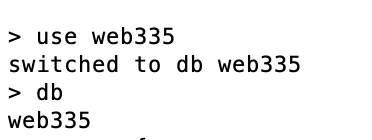 > use web335
switched to db web335
> db
web335